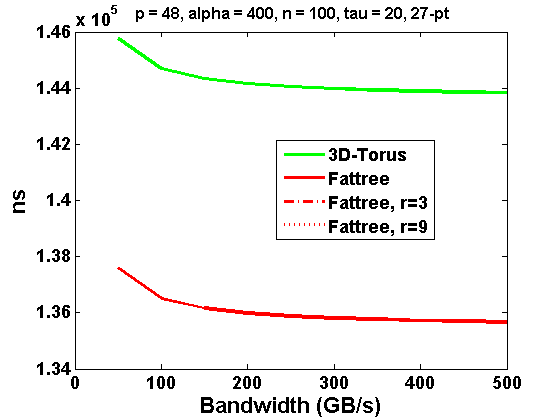 x 10^5
p = 48, alpha = 400, n = 100, tau = 20, 27-pt
1.46
1.44
1.42
1.4
1.38
1.36
1.34
ns
3D-Torus
Fattree
Fattree, r=3
Fattree, r=9
0 100 200 300 400 500
Bandwidth (GB/s)